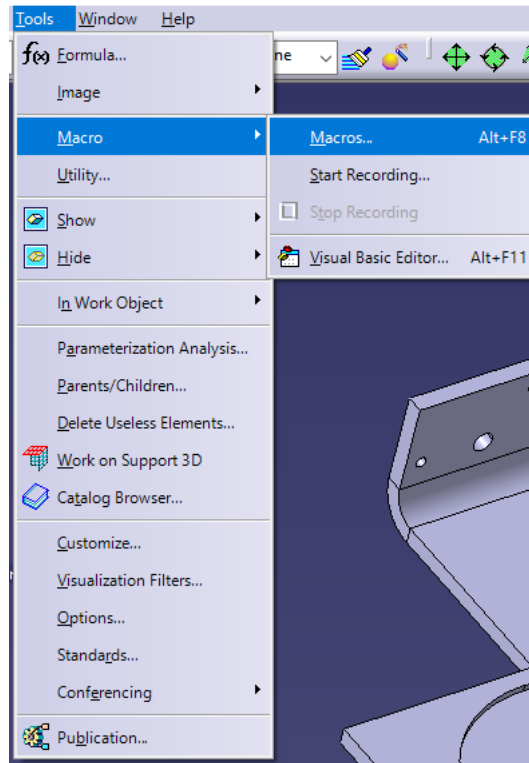 Tools Window Help
ne
f(x) Formula...
Image
Macro
Macros... Alt+F8
Utility...
Start Recording...
Show
Stop Recording
Hide
Visual Basic Editor... Alt+F11
In Work Object
Parameterization Analysis...
Parents/Children...
Delete Useless Elements...
Work on Support 3D
Catalog Browser...
Customize...
Visualization Filters...
Options...
Standards...
Conferencing
Publication...